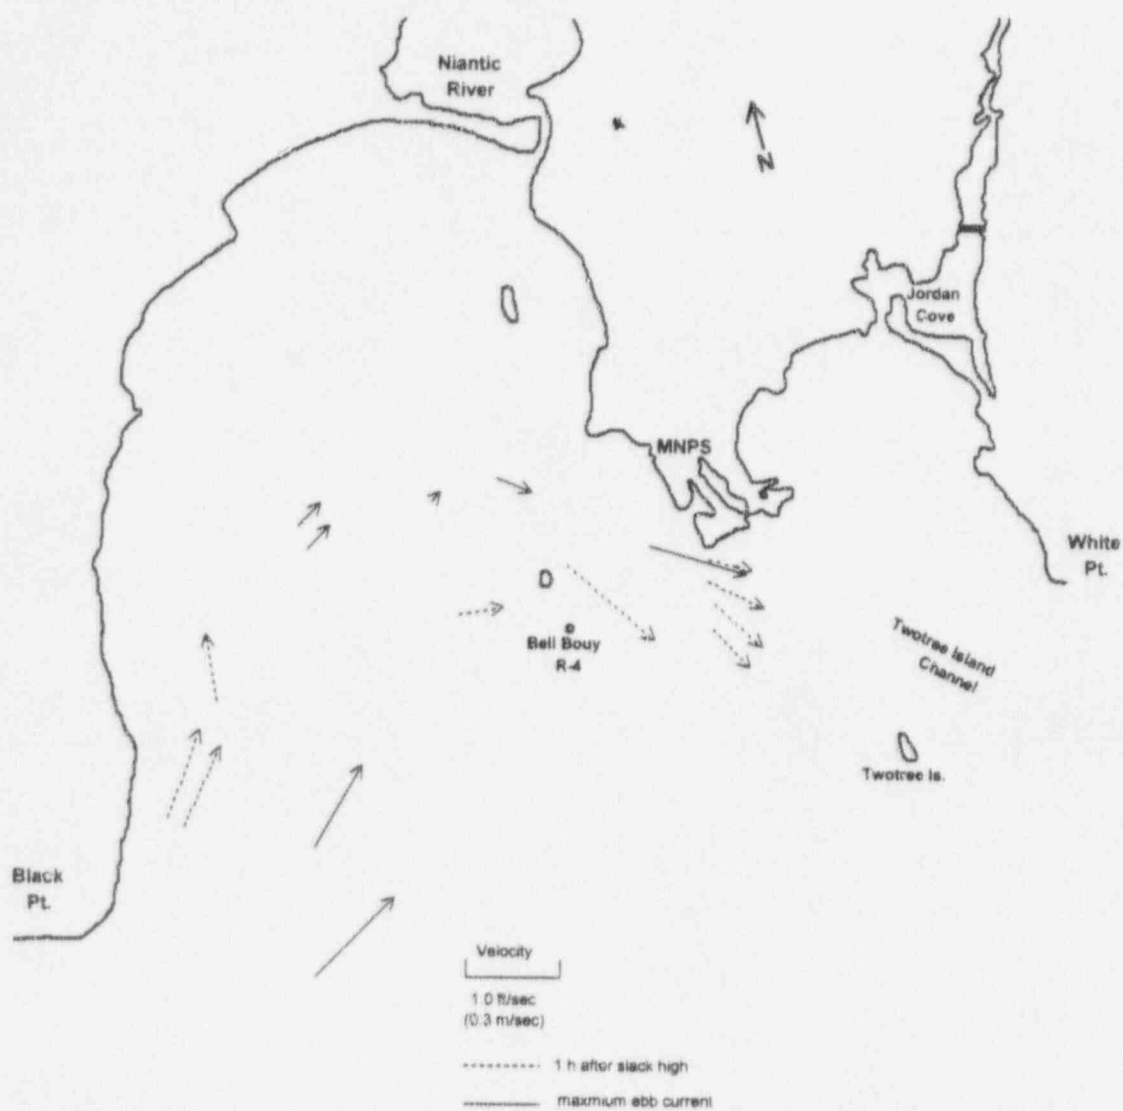 Niantic
River
N
Jordan
Cove
MNPS
White
Pt.
Bell Bouy
R-4
Twotree Island
Channel
Twotree Is.
Black
Pt.
Velocity
1.0 ft/sec
(0.3 m/sec)
1 h after slack high
maxmium ebb current